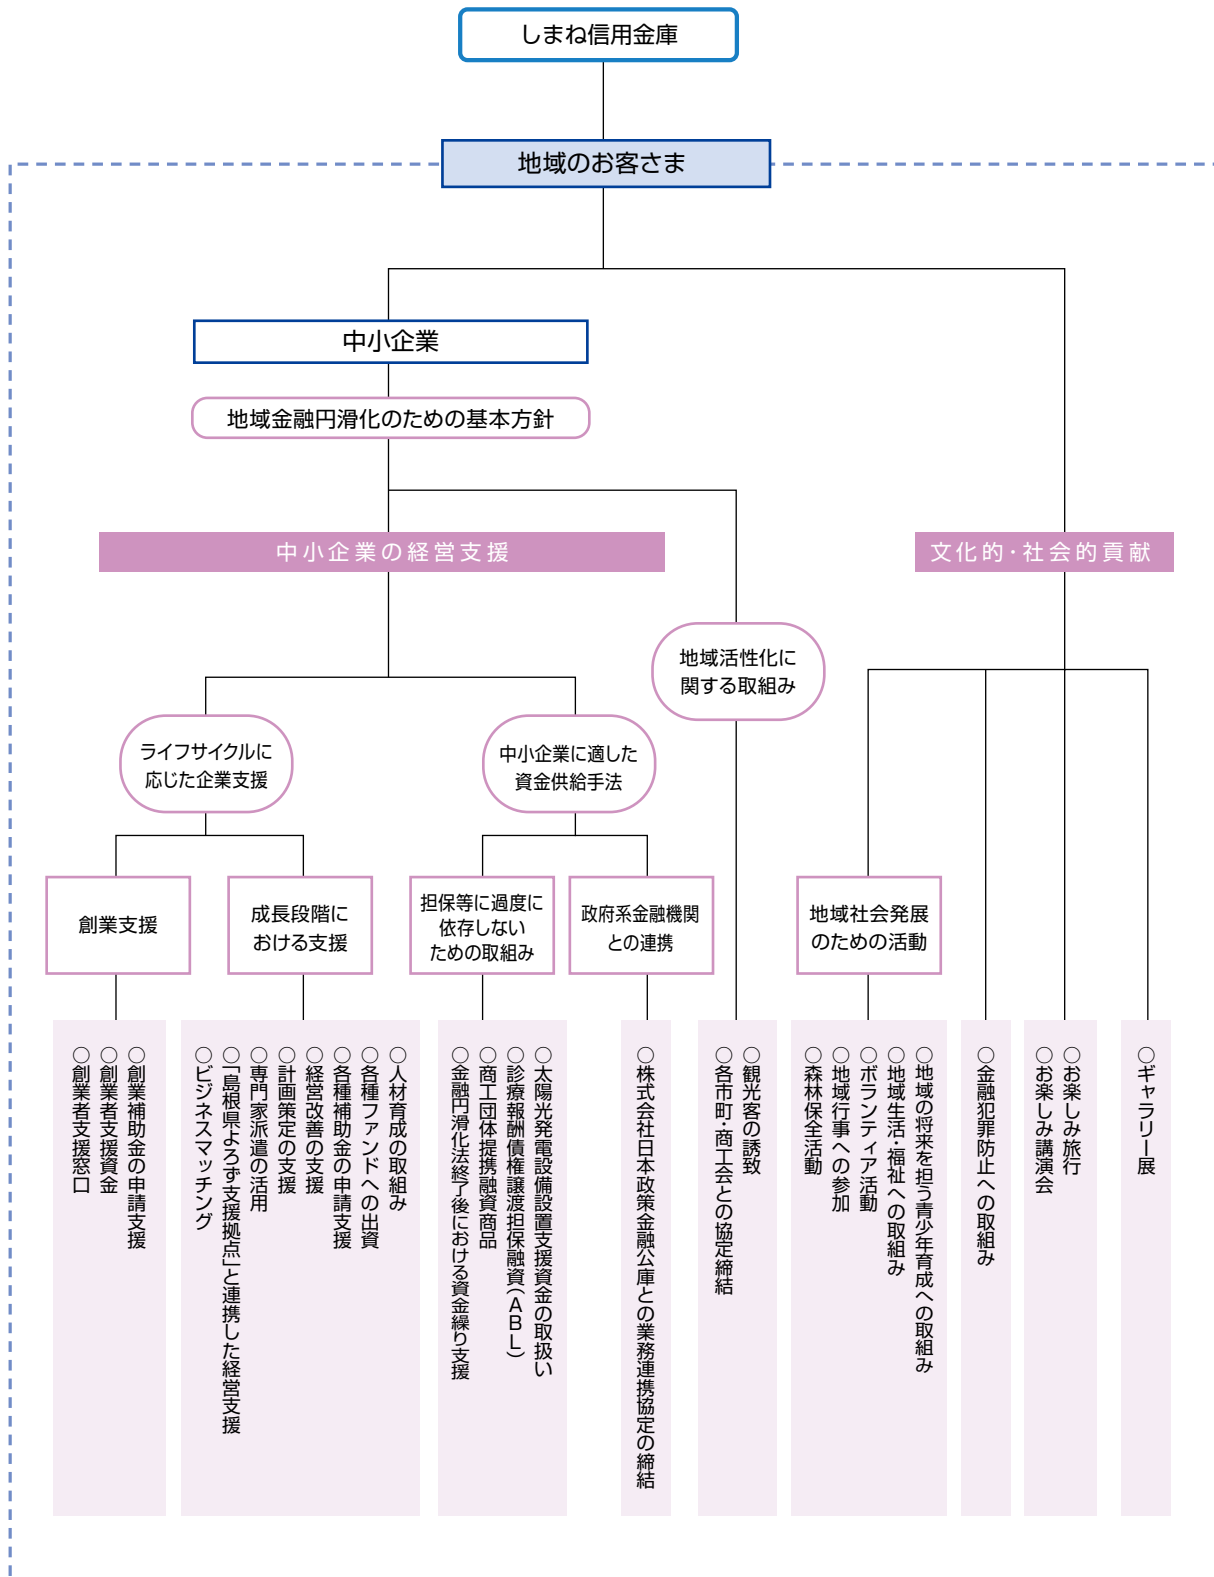 しまね信用金庫
地域のお客さま
中小企業
地域金融円滑化のための基本方針
中小企業の経営支援
文化的・社会的貢献
地域活性化に
関する取組み
ライフサイクルに
応じた企業支援
中小企業に適した
資金供給手法
創業支援
成長段階に
おける支援
担保等に過度に
依存しない
ための取組み
政府系金融機関
との連携
地域社会発展
のための活動
○創業補助金の申請支援
○創業者支援資金
○創業者支援窓口
○人材育成の取組み
○各種ファンドへの出資
○各種補助金の申請支援
○経営改善の支援
○計画策定の支援
○専門家派遣の活用
○「島根県よろず支援拠点」と連携した経営支援
○ビジネスマッチング
○太陽光発電設備設置支援資金の取扱い
○診療報酬債権譲渡担保融資(ABL)
○商工団体提携融資商品
○金融円滑化法終了後における資金繰り支援
○株式会社日本政策金融公庫との業務連携協定の締結
○観光客の誘致
○各市町・商工会との協定締結
○地域の将来を担う青少年育成への取組み
○地域生活・福祉への取組み
○ボランティア活動
○地域行事への参加
○森林保全活動
○金融犯罪防止への取組み
○お楽しみ旅行
○お楽しみ講演会
○ギャラリー展